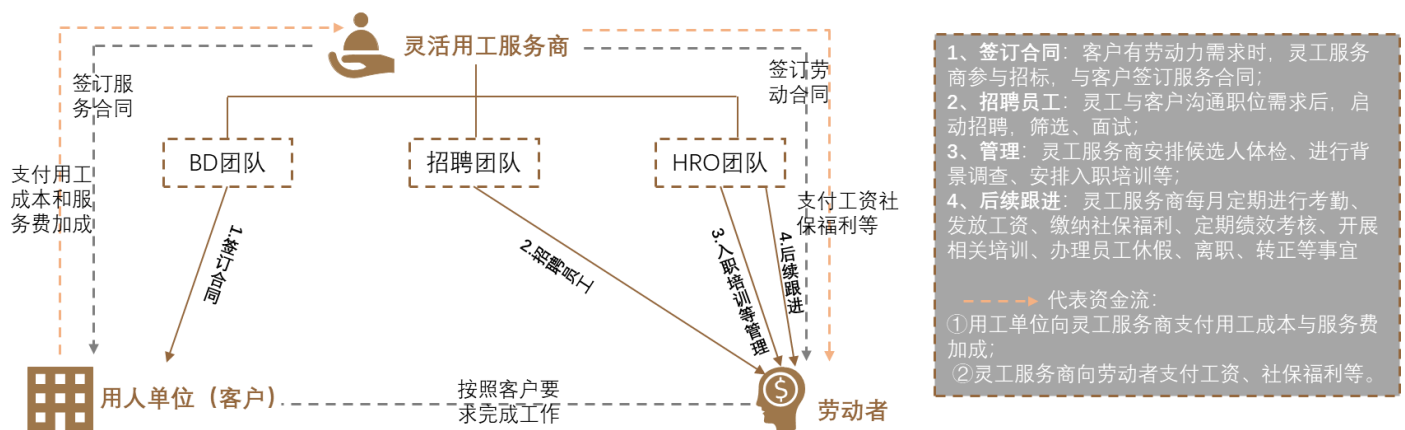 灵活用工服务商
签订服
务合同
签订劳
动合同
BD团队
招聘团队
HRO团队
支付用工
成本和服
务费加成
支付工资社
保福利等
1.签订合同
2.招聘员工
3.入职培训等管理
4.后续跟进
用人单位（客户）
按照客户要
求完成工作
劳动者
1、签订合同：客户有劳动力需求时，灵工服务
商参与招标，与客户签订服务合同；
2、招聘员工：灵工与客户沟通职位需求后，启
动招聘，筛选、面试；
3、管理：灵工服务商安排候选人体检、进行背
景调查、安排入职培训等；
4、后续跟进：灵工服务商每月定期进行考勤、
发放工资、缴纳社保福利、定期绩效考核、开展
相关培训、办理员工休假、离职、转正等事宜
代表资金流：
①用工单位向灵工服务商支付用工成本与服务费
加成；
②灵工服务商向劳动者支付工资、社保福利等。